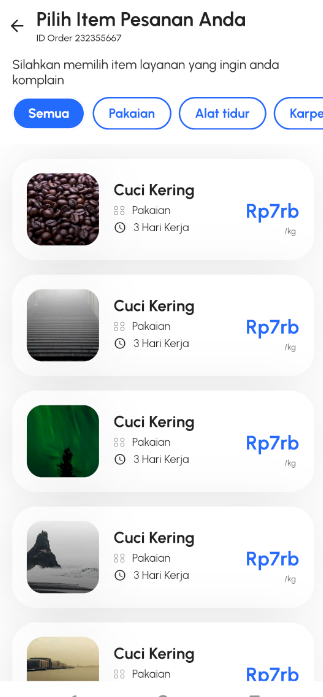 Pilih Item Pesanan Anda
ID Order 232355667
Silahkan memilih item layanan yang ingin anda
komplain
Semua
Pakaian
Alat tidur
Karpe
Cuci Kering
Pakaian
3 Hari Kerja
Rp7rb
/kg
Cuci Kering
Pakaian
3 Hari Kerja
Rp7rb
/kg
Cuci Kering
Pakaian
3 Hari Kerja
Rp7rb
/kg
Cuci Kering
Pakaian
3 Hari Kerja
Rp7rb
/kg
Cuci Kering
Pakaian
Rp7rb